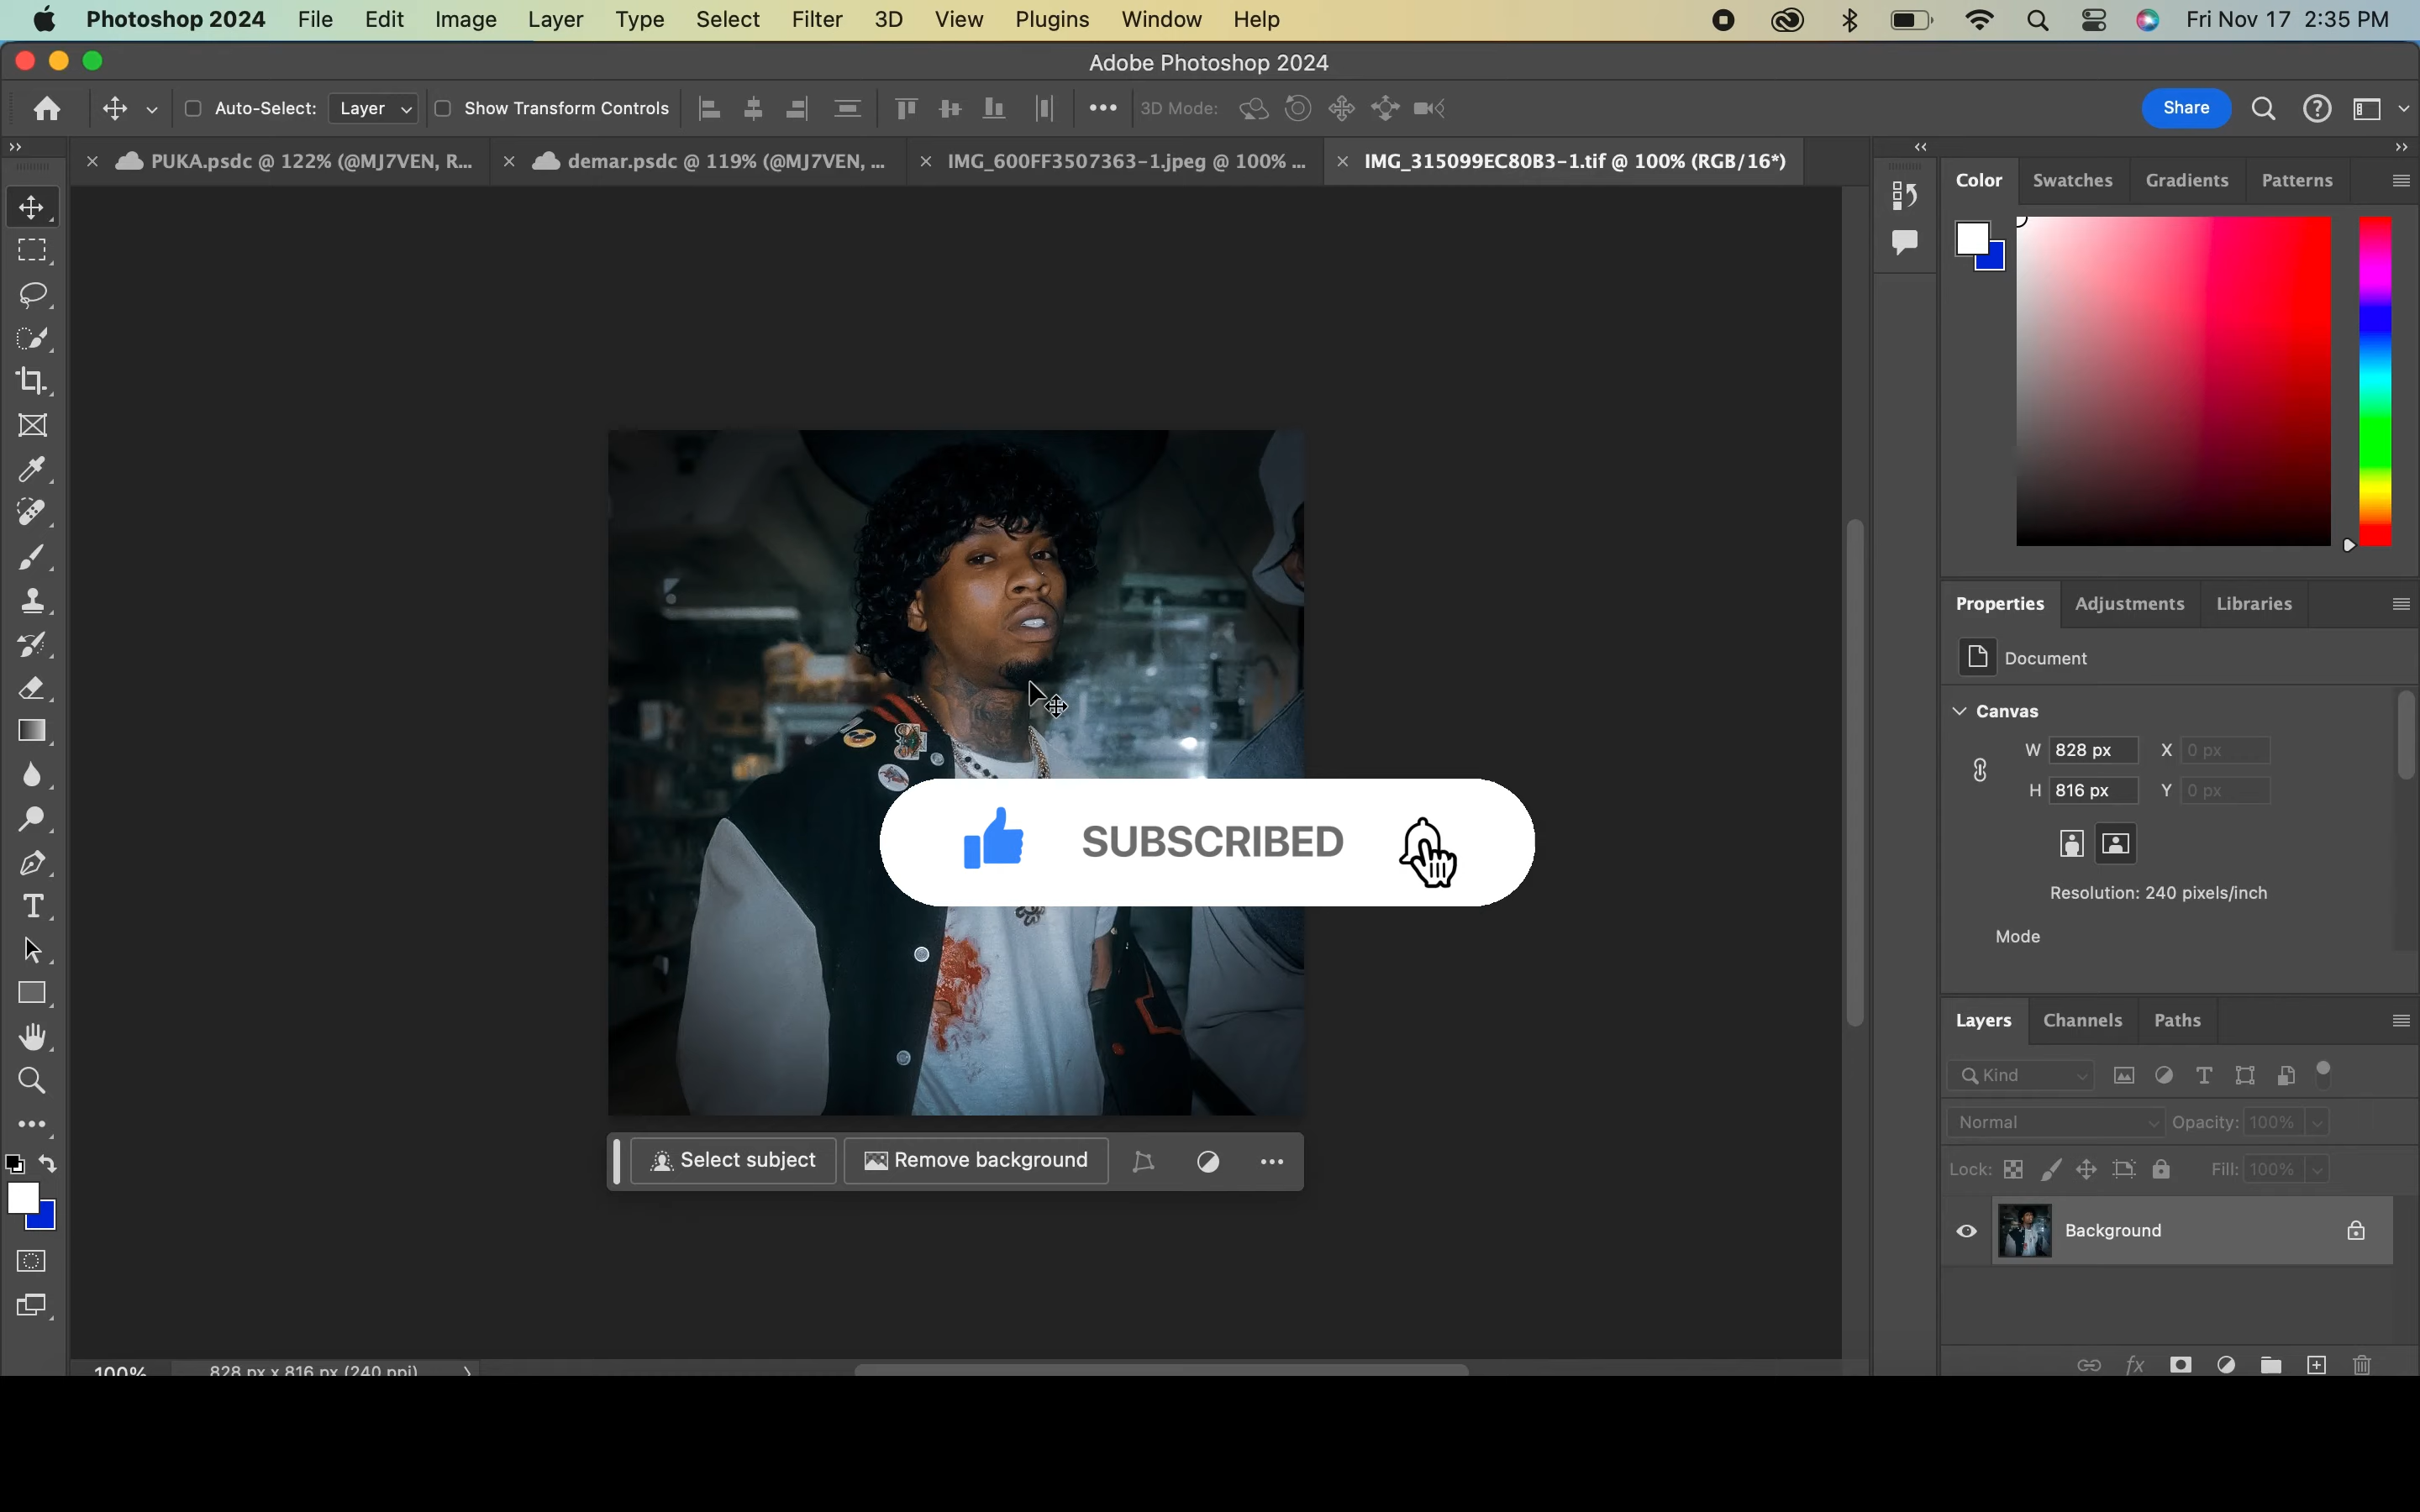 Photoshop 2024 File Edit Image Layer Type Select Filter 3D View Plugins Window Help Fri Nov 17 2:35 PM
Adobe Photoshop 2024
Auto-Select: Layer Show Transform Controls 3D Mode: Share
PUKA.psdc @ 122% (@MJ7VEN, R... demar.psdc @ 119% (@MJ7VEN, ... IMG_600FF3507363-1.jpeg @ 100% ... IMG_315099EC80B3-1.tif @ 100% (RGB/16*)
Color Swatches Gradients Patterns
Properties Adjustments Libraries
Document
Canvas
W 828 px X 0 px
H 816 px Y 0 px
Resolution: 240 pixels/inch
Mode
SUBSCRIBED
Select subject Remove background
Layers Channels Paths
Kind
Normal Opacity: 100%
Lock: Fill: 100%
Background
100% 828 px x 816 px (240 ppi)